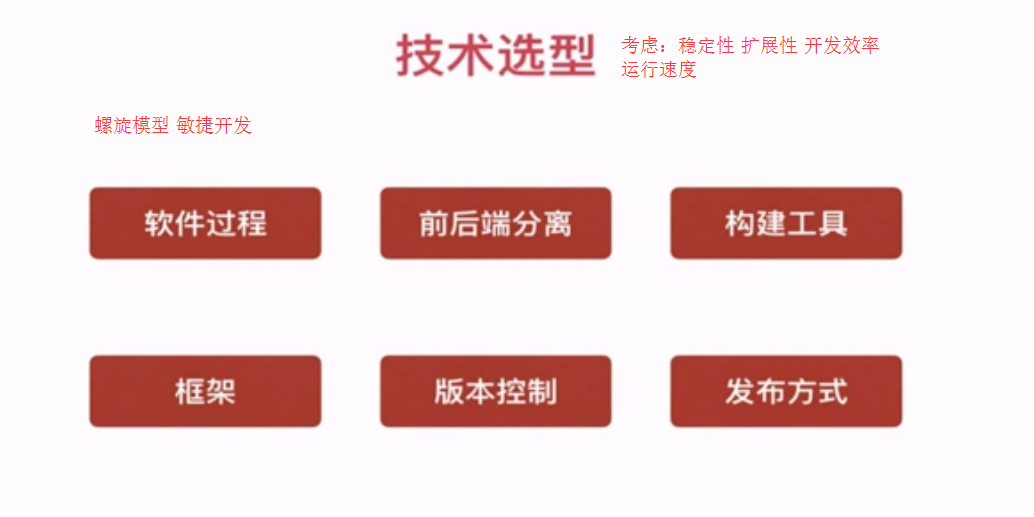 技术选型
考虑：稳定性 扩展性 开发效率
运行速度
螺旋模型 敏捷开发
软件过程
前后端分离
构建工具
框架
版本控制
发布方式